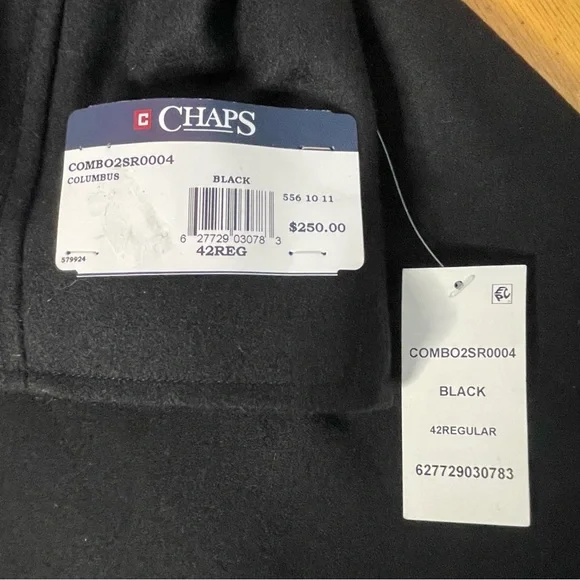 C CHAPS
COMBO2SR0004
COLUMBUS
BLACK
556 10 11
$250.00
6 27729 03078 3
42REG
579924
COMBO2SR0004
BLACK
42REGULAR
627729030783